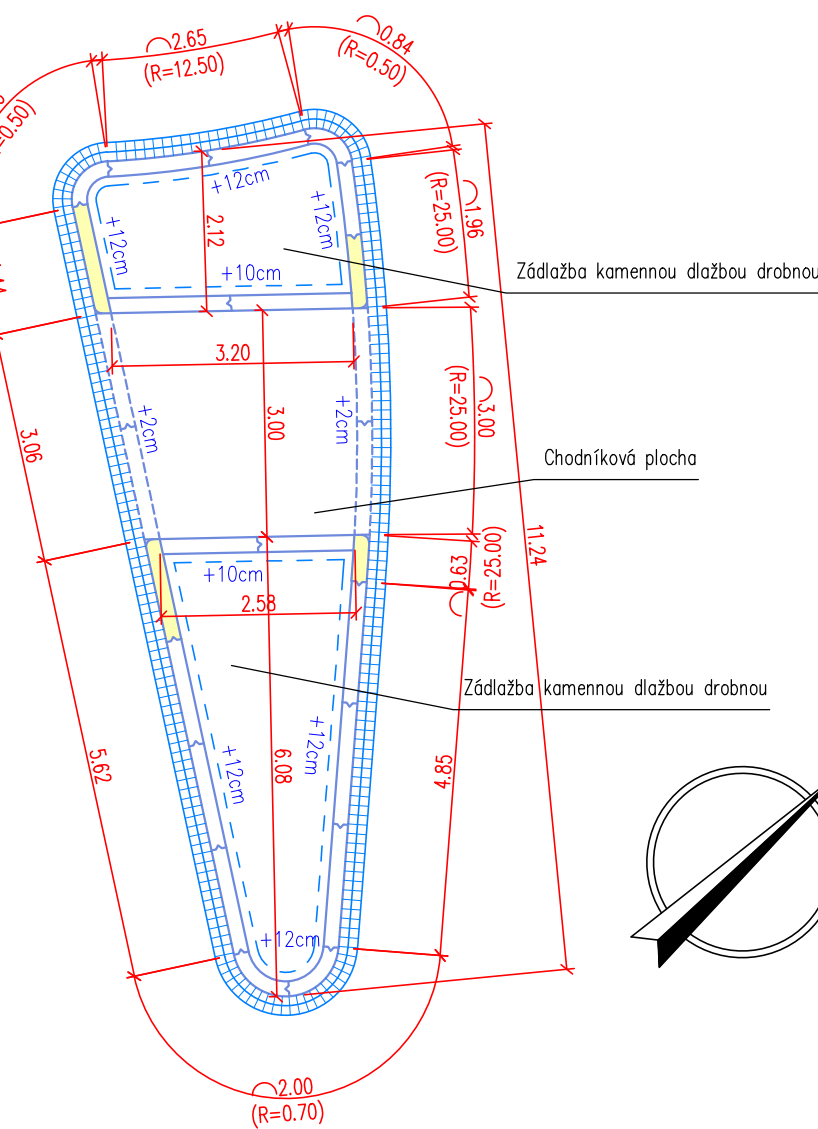 2.65
(R=12.50)
0.84
(R=0.50)
+12cm
+12cm
+12cm
2.12
+10cm
1.96
(R=25.00)
Zádlažba kamennou dlažbou drobnou
3.20
3.00
(R=25.00)
3.00
+2cm
+2cm
3.06
Chodníková plocha
11.24
0.63
(R=25.00)
+10cm
2.58
Zádlažba kamennou dlažbou drobnou
5.62
+12cm
+12cm
6.08
4.85
+12cm
2.00
(R=0.70)